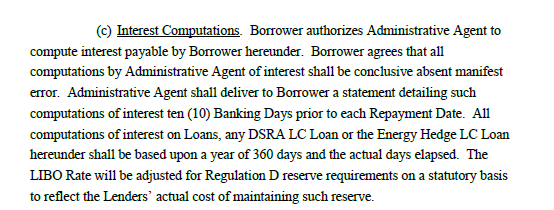 (c) Interest Computations. Borrower authorizes Administrative Agent to
compute interest payable by Borrower hereunder. Borrower agrees that all
computations by Administrative Agent of interest shall be conclusive absent manifest
error. Administrative Agent shall deliver to Borrower a statement detailing such
computations of interest ten (10) Banking Days prior to each Repayment Date. All
computations of interest on Loans, any DSRA LC Loan or the Energy Hedge LC Loan
hereunder shall be based upon a year of 360 days and the actual days elapsed. The
LIBO Rate will be adjusted for Regulation D reserve requirements on a statutory basis
to reflect the Lenders' actual cost of maintaining such reserve.